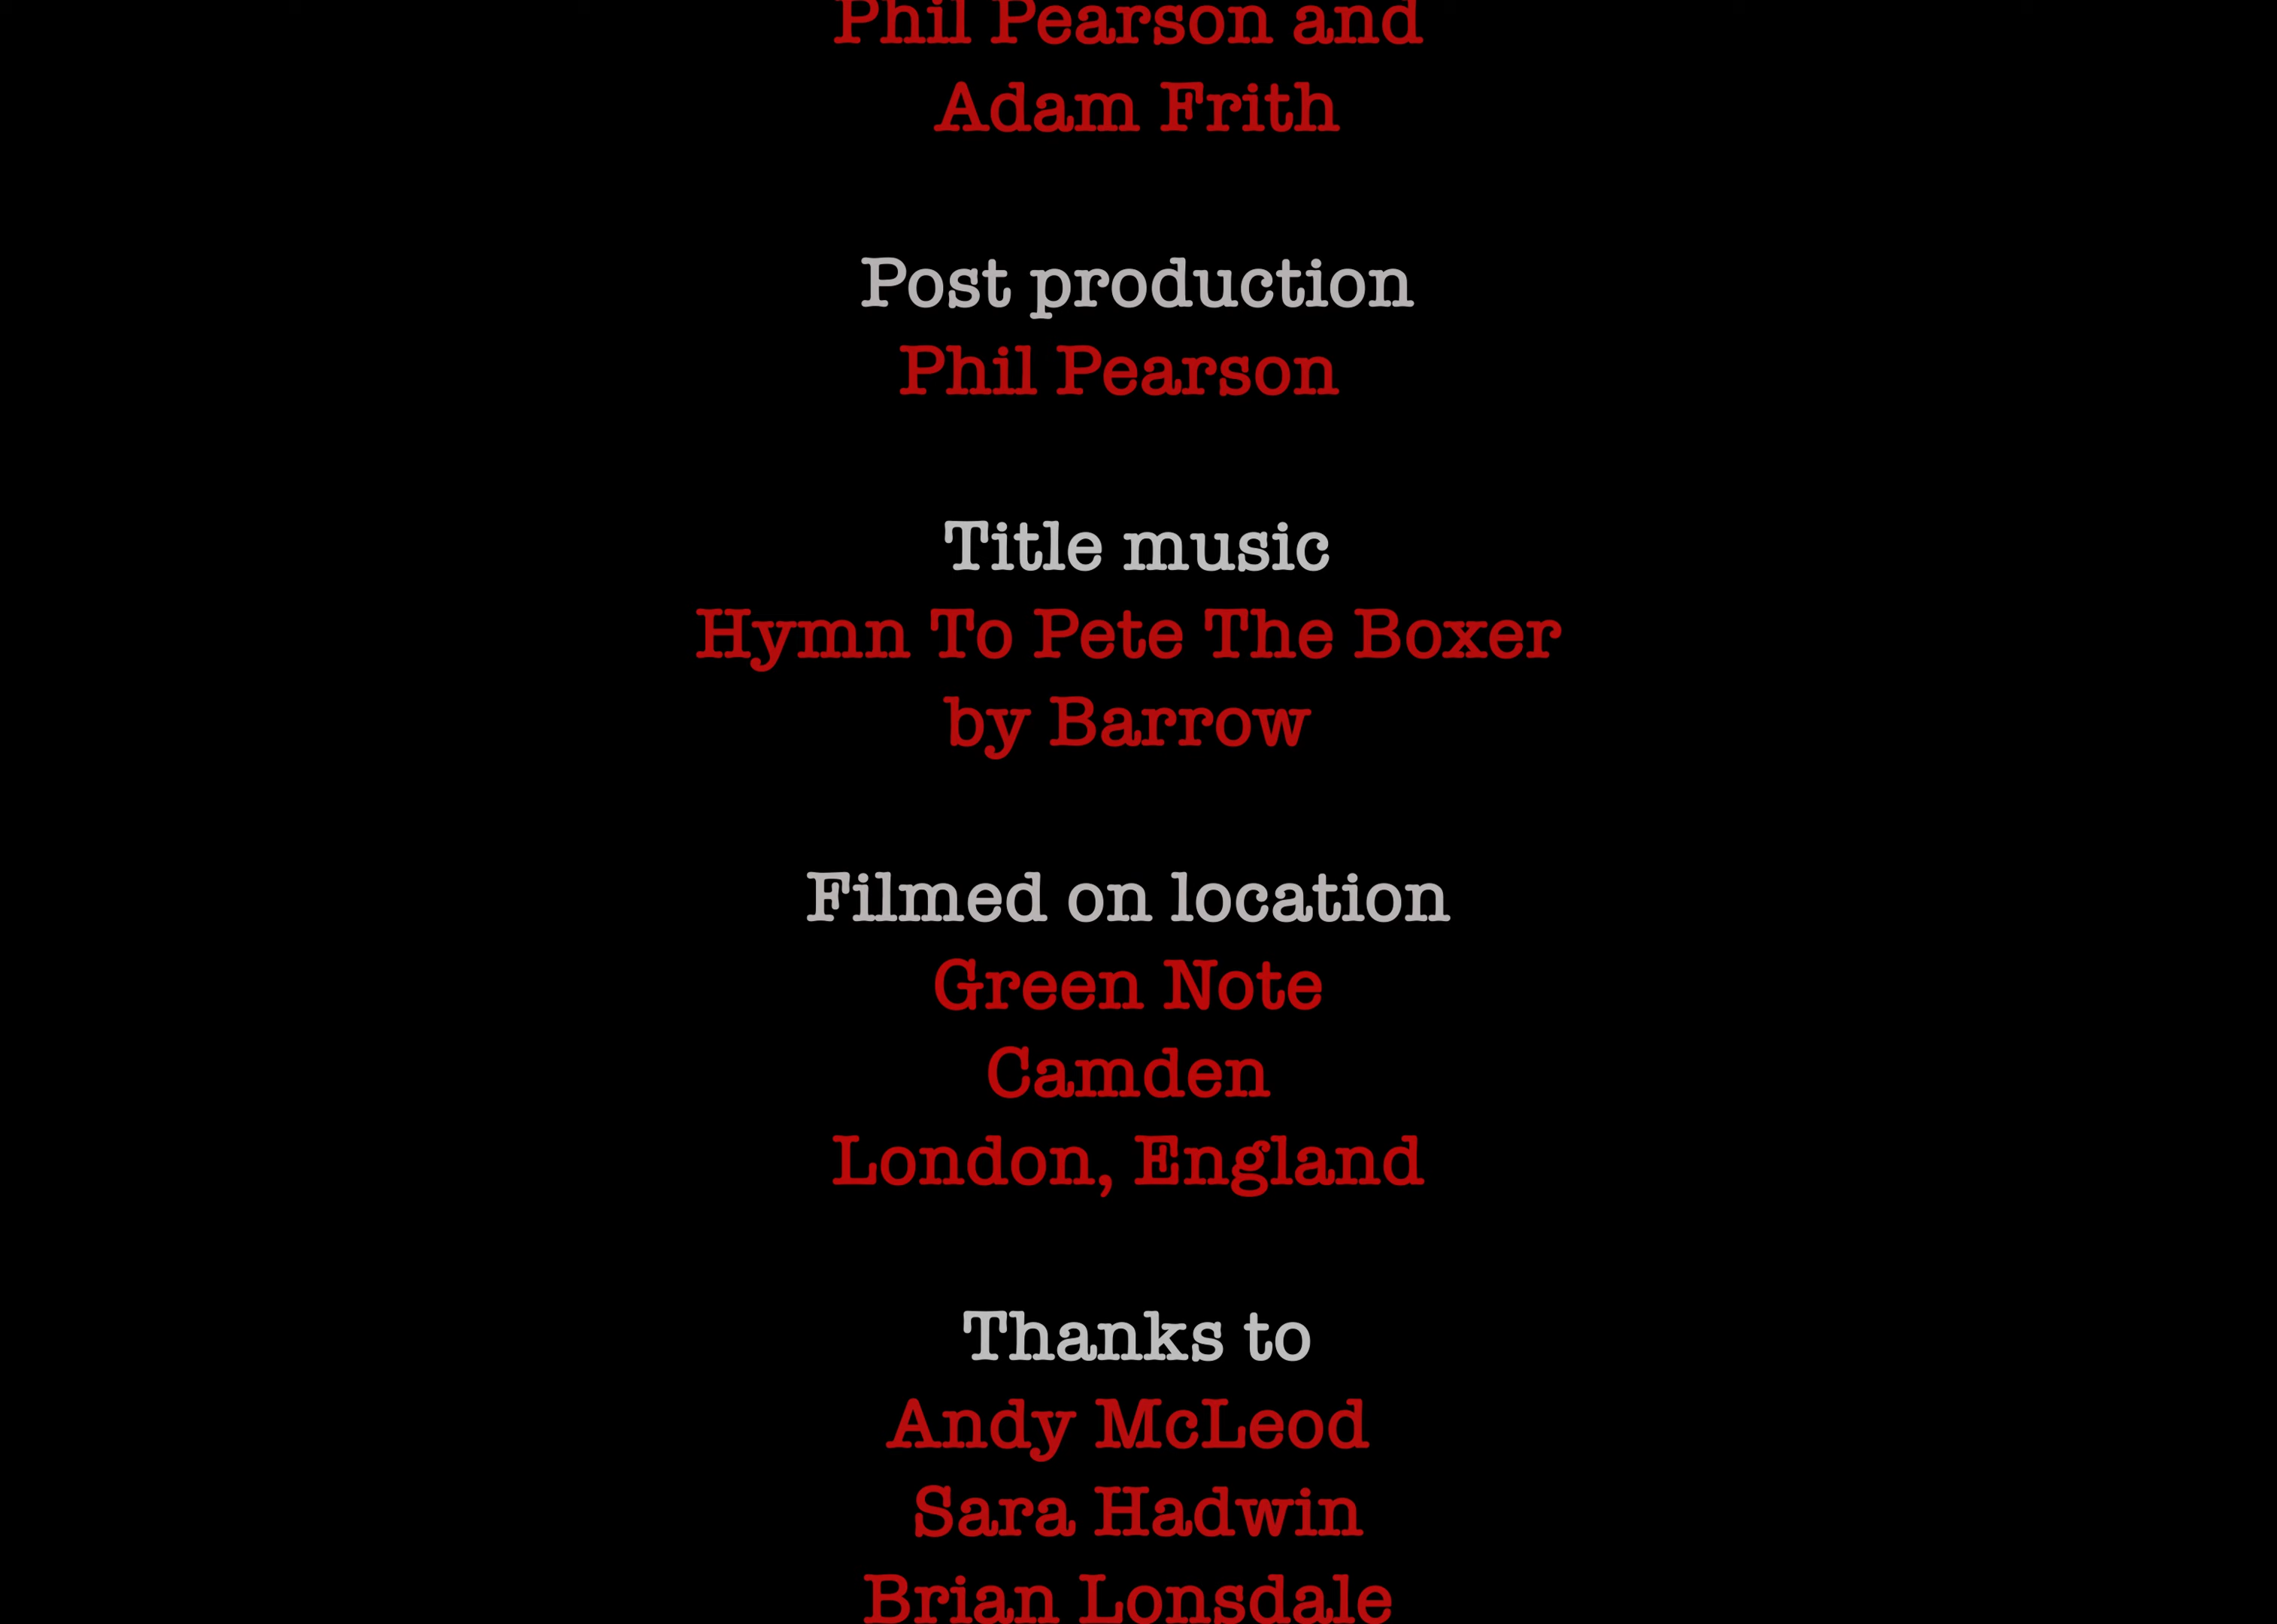 Phil Pearson and
Adam Frith
Post production
Phil Pearson
Title music
Hymn To Pete The Boxer
by Barrow
Filmed on location
Green Note
Camden
London, England
Thanks to
Andy McLeod
Sara Hadwin
Brian Lonsdale